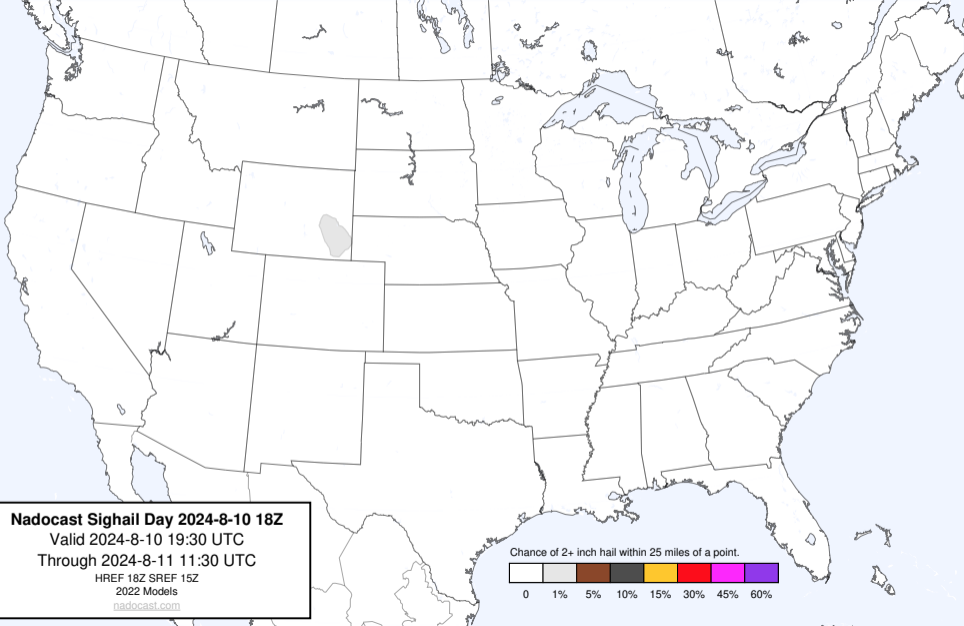 Nadocast Sighail Day 2024-8-10 18Z
Valid 2024-8-10 19:30 UTC
Through 2024-8-11 11:30 UTC
HREF 18Z SREF 15Z
2022 Models
nadocast.com
Chance of 2+ inch hail within 25 miles of a point.
0 1% 5% 10% 15% 30% 45% 60%